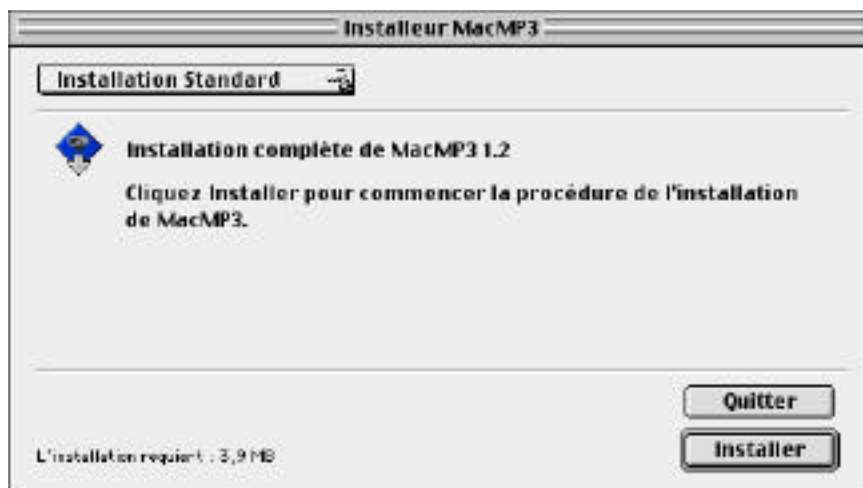 Installeur MacMP3
Installation Standard
Installation complète de MacMP3 1.2
Cliquez Installer pour commencer la procédure de l'installation
de MacMP3.
Quitter
L'installation requiert : 3,9 MB
Installer